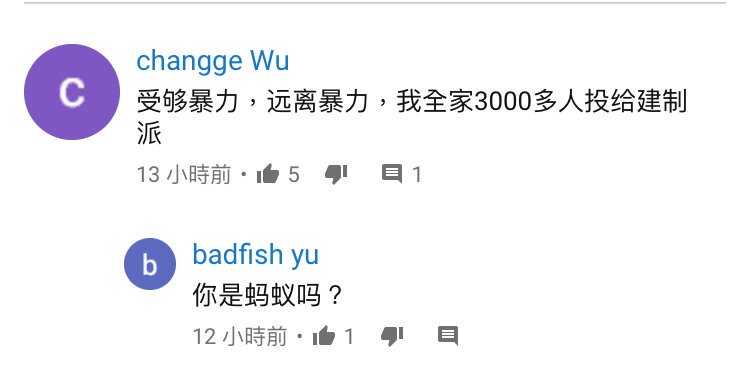 C
changge Wu
受够暴力，远离暴力，我全家3000多人投给建制
派
13 小時前 · 5 1
b
badfish yu
你是蚂蚁吗？
12 小時前 · 1